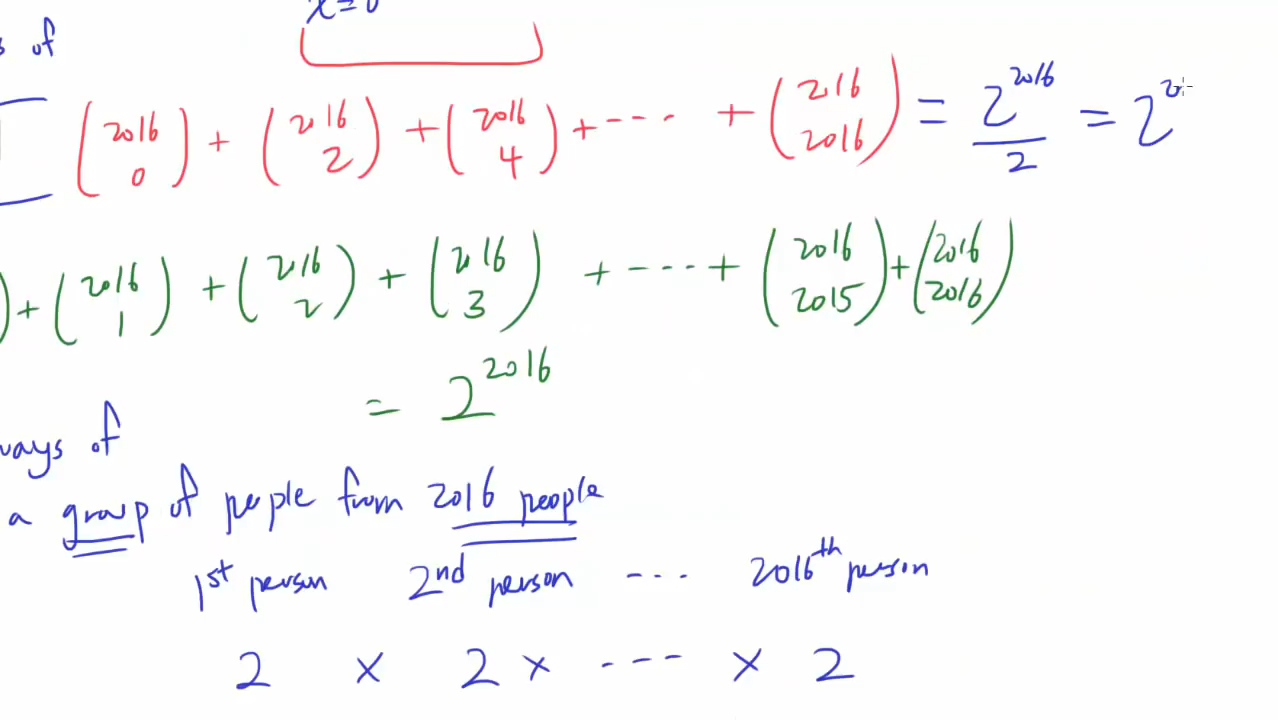 x=0
s of
(2016 0) + (2016 2) + (2016 4) + ---- + (2016 2016) = 2^2016 / 2 = 2^2
) + (2016 1) + (2016 2) + (2016 3) + ---- + (2016 2015) + (2016 2016)
= 2^2016
ways of
a group of people from 2016 people
1st person 2nd person --- 2016th person
2 x 2 x --- x 2